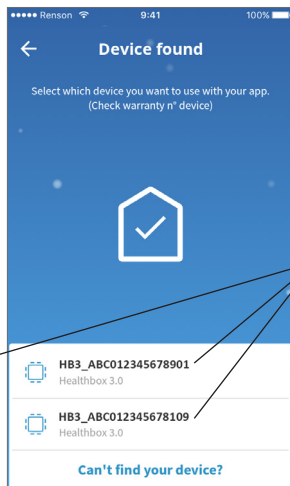 Renson 9:41 100%
Device found
Select which device you want to use with your app.
(Check warranty n° device)
HB3_ABC012345678901
Healthbox 3.0
HB3_ABC012345678109
Healthbox 3.0
Can't find your device?